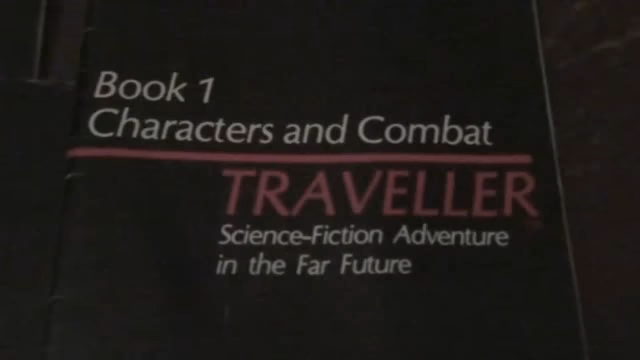 Book 1
Characters and Combat
TRAVELLER
Science-Fiction Adventure
in the Far Future